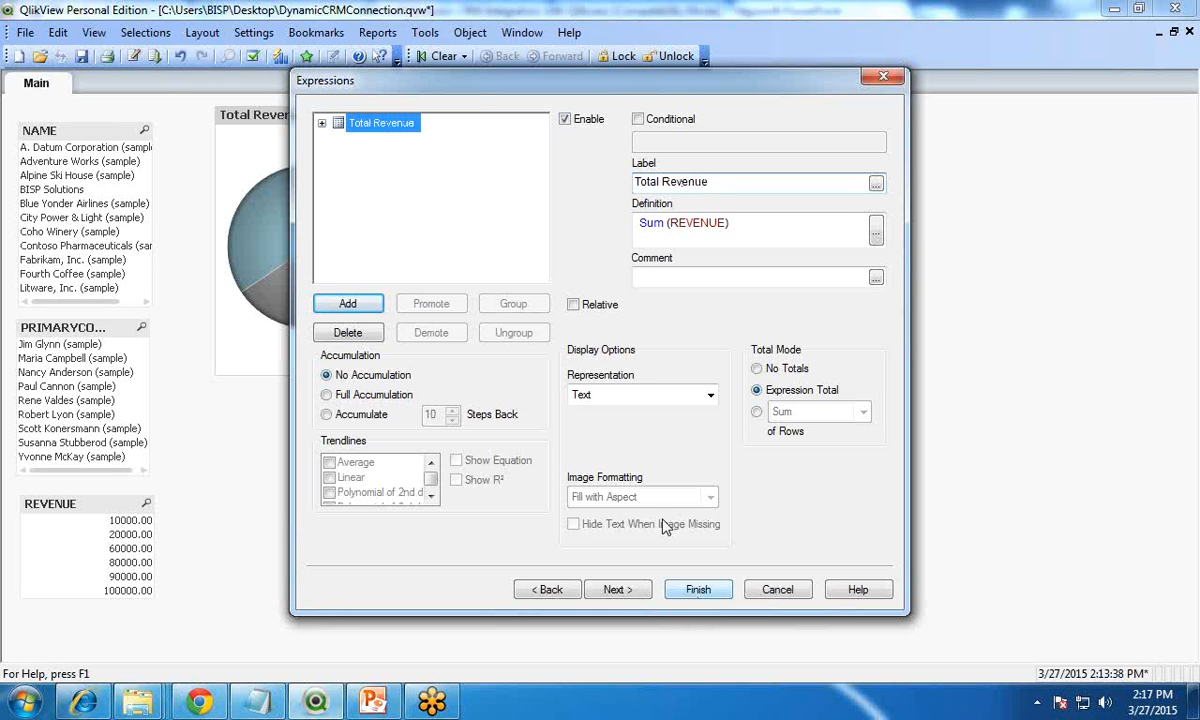 QlikView Personal Edition - [C:\Users\BISP\Desktop\DynamicCRMConnection.qvw*]
File Edit View Selections Layout Settings Bookmarks Reports Tools Object Window Help
Clear Back Forward Lock Unlock
Main
Total Reven
NAME
A. Datum Corporation (sampl
Adventure Works (sample)
Alpine Ski House (sample)
BISP Solutions
Blue Yonder Airlines (sample)
City Power & Light (sample)
Coho Winery (sample)
Contoso Pharmaceuticals (sar
Fabrikam, Inc. (sample)
Fourth Coffee (sample)
Litware, Inc. (sample)
PRIMARYCO...
Jim Glynn (sample)
Maria Campbell (sample)
Nancy Anderson (sample)
Paul Cannon (sample)
Rene Valdes (sample)
Robert Lyon (sample)
Scott Konersmann (sample)
Susanna Stubberod (sample)
Yvonne McKay (sample)
REVENUE
10000.00
20000.00
60000.00
80000.00
90000.00
100000.00
Expressions
Total Revenue
Enable
Conditional
Label
Total Revenue
...
Definition
Sum (REVENUE)
...
Comment
...
Add Promote Group
Delete Demote Ungroup
Relative
Accumulation
No Accumulation
Full Accumulation
Accumulate 10 Steps Back
Trendlines
Average
Linear
Polynomial of 2nd d
Show Equation
Show R²
Display Options
Representation
Text
Image Formatting
Fill with Aspect
Hide Text When Image Missing
Total Mode
No Totals
Expression Total
Sum
of Rows
< Back Next > Finish Cancel Help
For Help, press F1
3/27/2015 2:13:38 PM*
2:17 PM
3/27/2015